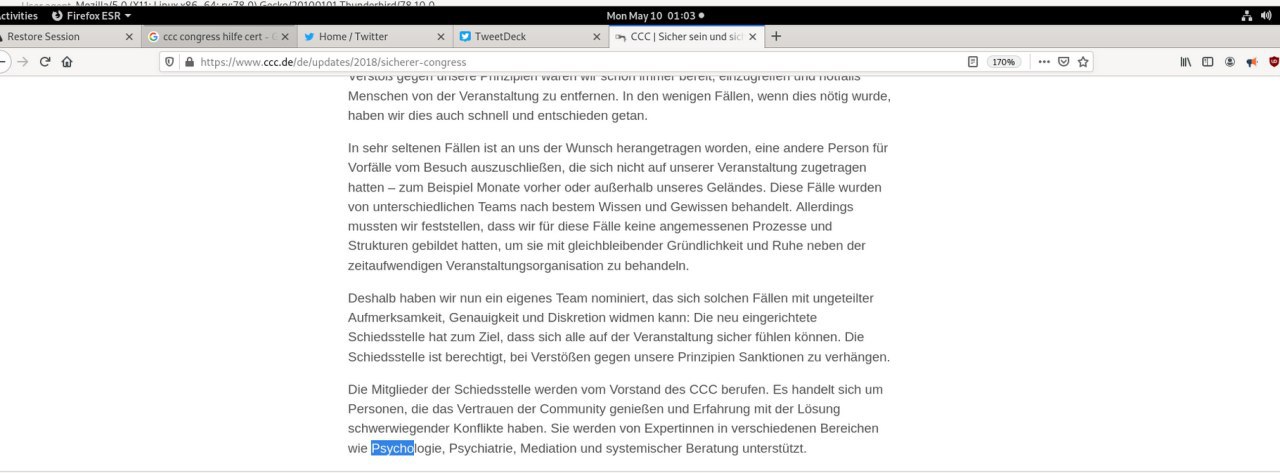 User agent Mozilla/5.0 (X11; Linux x86_64; rv:78.0) Gecko/20100101 Thunderbird/78.10.0
ctivities Firefox ESR Mon May 10 01:03
Restore Session ccc congress hilfe cert - G Home / Twitter TweetDeck CCC | Sicher sein und sich
https://www.ccc.de/de/updates/2018/sicherer-congress 170%
Verstoß gegen unsere Prinzipien waren wir schon immer bereit, einzugreifen und notfalls
Menschen von der Veranstaltung zu entfernen. In den wenigen Fällen, wenn dies nötig wurde,
haben wir dies auch schnell und entschieden getan.
In sehr seltenen Fällen ist an uns der Wunsch herangetragen worden, eine andere Person für
Vorfälle vom Besuch auszuschließen, die sich nicht auf unserer Veranstaltung zugetragen
hatten – zum Beispiel Monate vorher oder außerhalb unseres Geländes. Diese Fälle wurden
von unterschiedlichen Teams nach bestem Wissen und Gewissen behandelt. Allerdings
mussten wir feststellen, dass wir für diese Fälle keine angemessenen Prozesse und
Strukturen gebildet hatten, um sie mit gleichbleibender Gründlichkeit und Ruhe neben der
zeitaufwendigen Veranstaltungsorganisation zu behandeln.
Deshalb haben wir nun ein eigenes Team nominiert, das sich solchen Fällen mit ungeteilter
Aufmerksamkeit, Genauigkeit und Diskretion widmen kann: Die neu eingerichtete
Schiedsstelle hat zum Ziel, dass sich alle auf der Veranstaltung sicher fühlen können. Die
Schiedsstelle ist berechtigt, bei Verstößen gegen unsere Prinzipien Sanktionen zu verhängen.
Die Mitglieder der Schiedsstelle werden vom Vorstand des CCC berufen. Es handelt sich um
Personen, die das Vertrauen der Community genießen und Erfahrung mit der Lösung
schwerwiegender Konflikte haben. Sie werden von Expertinnen in verschiedenen Bereichen
wie Psychologie, Psychiatrie, Mediation und systemischer Beratung unterstützt.